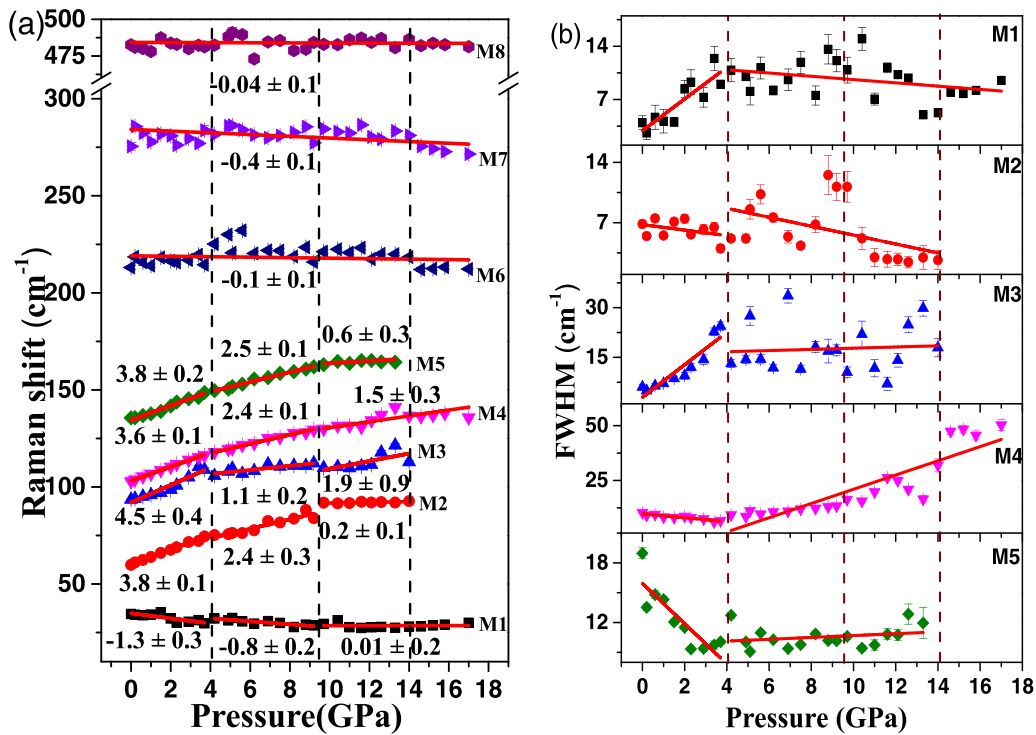 (a)
500
475
300
250
200
150
100
50
Raman shift (cm⁻¹)
M8
-0.04 ± 0.1
M7
-0.4 ± 0.1
M6
-0.1 ± 0.1
0.6 ± 0.3
2.5 ± 0.1
M5
3.8 ± 0.2
1.5 ± 0.3
2.4 ± 0.1
M4
3.6 ± 0.1
M3
1.1 ± 0.2
1.9 ± 0.9
4.5 ± 0.4
M2
0.2 ± 0.1
2.4 ± 0.3
3.8 ± 0.1
M1
-1.3 ± 0.3
-0.8 ± 0.2
0.01 ± 0.2
0 2 4 6 8 10 12 14 16 18
Pressure(GPa)
(b)
FWHM (cm⁻¹)
M1
14
7
M2
14
7
M3
30
15
M4
50
25
M5
18
12
0 2 4 6 8 10 12 14 16 18
Pressure (GPa)